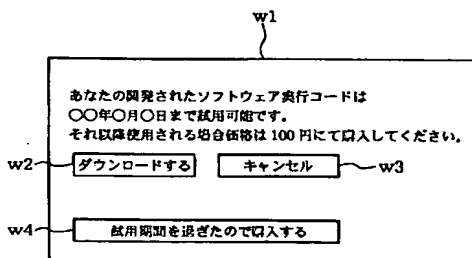 w1
あなたの開発されたソフトウェア実行コードは
〇〇年〇月〇日まで試用可能です。
それ以降使用される場合価格は100円にて購入してください。
w2 ダウンロードする キャンセル w3
w4 試用期間を過ぎたので購入する